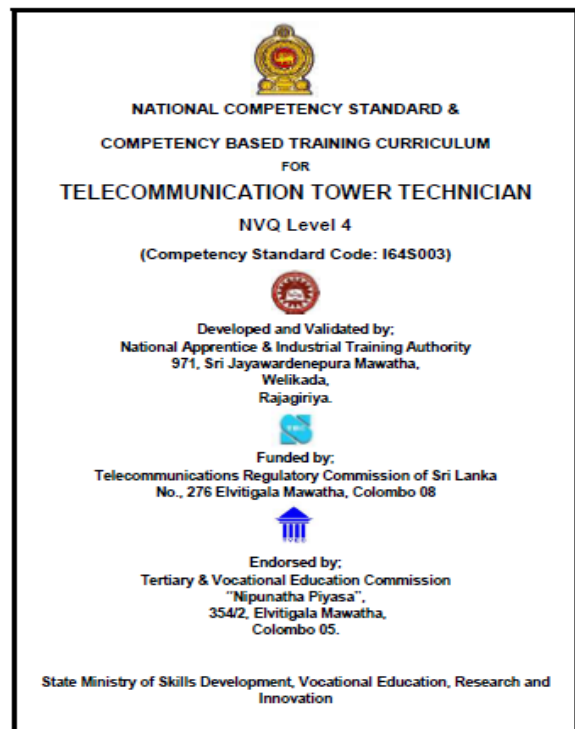 NATIONAL COMPETENCY STANDARD &
COMPETENCY BASED TRAINING CURRICULUM
FOR
TELECOMMUNICATION TOWER TECHNICIAN
NVQ Level 4
(Competency Standard Code: I64S003)
Developed and Validated by;
National Apprentice & Industrial Training Authority
971, Sri Jayawardenepura Mawatha,
Welikada,
Rajagiriya.
Funded by;
Telecommunications Regulatory Commission of Sri Lanka
No., 276 Elvitigala Mawatha, Colombo 08
TVEC
Endorsed by;
Tertiary & Vocational Education Commission
"Nipunatha Piyasa",
354/2, Elvitigala Mawatha,
Colombo 05.
State Ministry of Skills Development, Vocational Education, Research and
Innovation